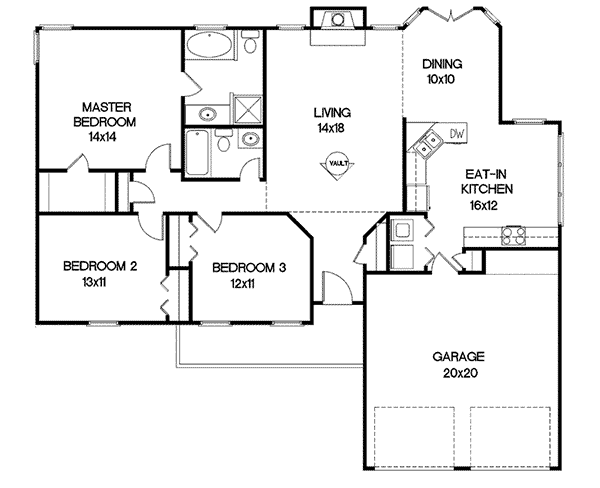 DINING
10x10
MASTER
BEDROOM
14x14
LIVING
14x18
DW
VAULT
EAT-IN
KITCHEN
16x12
BEDROOM 2
13x11
BEDROOM 3
12x11
GARAGE
20x20